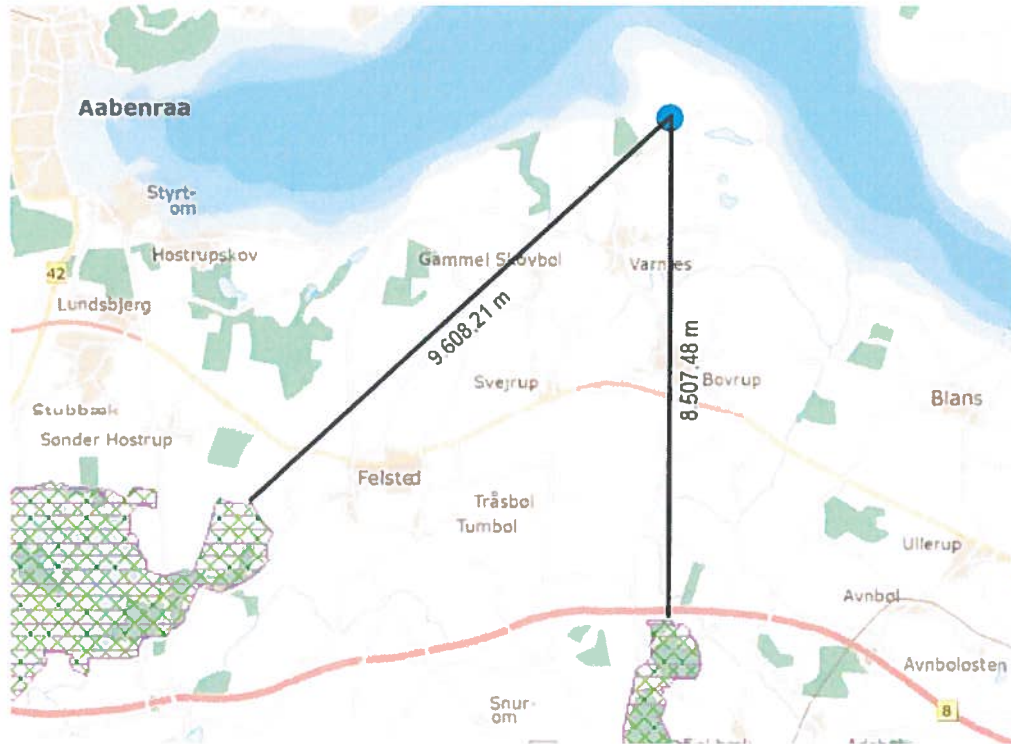 Aabenraa
Styrt-
om
Hostrupskov
Gammel Skovbøl
Varnæs
42
Lundsbjerg
9.608,21 m
8.507,48 m
Svejrup
Bovrup
Blans
Stubbæk
Sønder Hostrup
Felsted
Tråsbøl
Tumbøl
Ullerup
Avnbøl
Avnbøløsten
Snur-
om
8